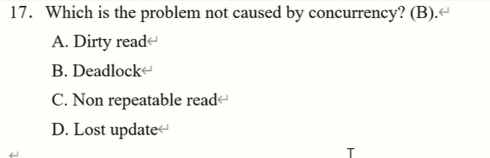 17. Which is the problem not caused by concurrency? (B).
A. Dirty read
B. Deadlock
C. Non repeatable read
D. Lost update